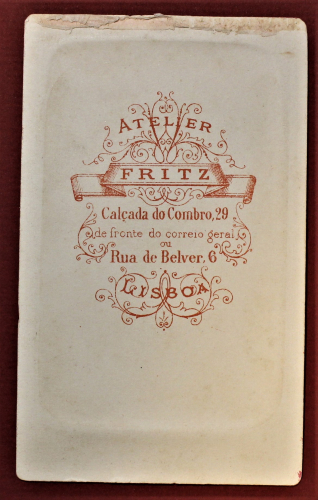 ATELIER
FRITZ
Calçada do Combro, 29
de fronte do correio geral
ou
Rua de Belver, 6
LISBOA